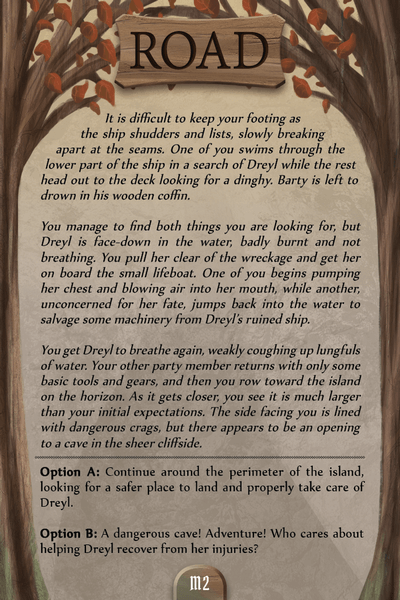 ROAD
It is difficult to keep your footing as
the ship shudders and lists, slowly breaking
apart at the seams. One of you swims through the
lower part of the ship in a search of Dreyl while the rest
head out to the deck looking for a dinghy. Barty is left to
drown in his wooden coffin.
You manage to find both things you are looking for, but
Dreyl is face-down in the water, badly burnt and not
breathing. You pull her clear of the wreckage and get her
on board the small lifeboat. One of you begins pumping
her chest and blowing air into her mouth, while another,
unconcerned for her fate, jumps back into the water to
salvage some machinery from Dreyl's ruined ship.
You get Dreyl to breathe again, weakly coughing up lungfuls
of water. Your other party member returns with only some
basic tools and gears, and then you row toward the island
on the horizon. As it gets closer, you see it is much larger
than your initial expectations. The side facing you is lined
with dangerous crags, but there appears to be an opening
to a cave in the sheer cliffside.
Option A: Continue around the perimeter of the island,
looking for a safer place to land and properly take care of
Dreyl.
Option B: A dangerous cave! Adventure! Who cares about
helping Dreyl recover from her injuries?
M2